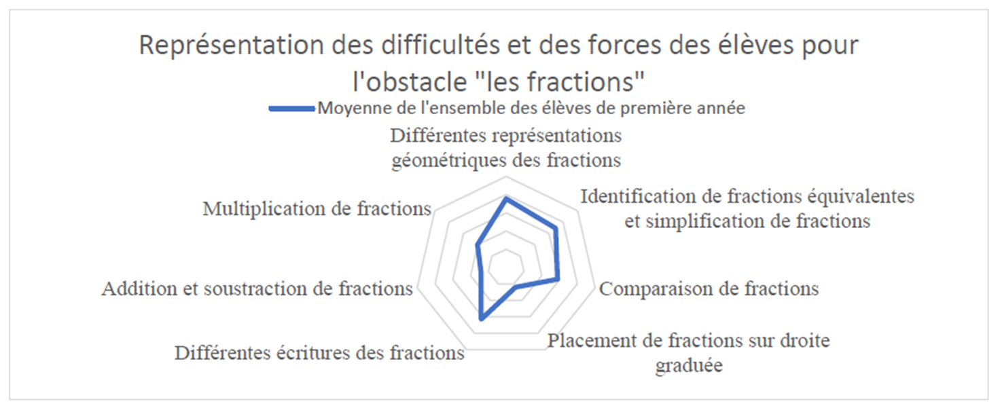 Représentation des difficultés et des forces des élèves pour
l'obstacle "les fractions"
Moyenne de l'ensemble des élèves de première année
Différentes représentations
géométriques des fractions
Identification de fractions équivalentes
et simplification de fractions
Comparaison de fractions
Placement de fractions sur droite
graduée
Différentes écritures des fractions
Addition et soustraction de fractions
Multiplication de fractions